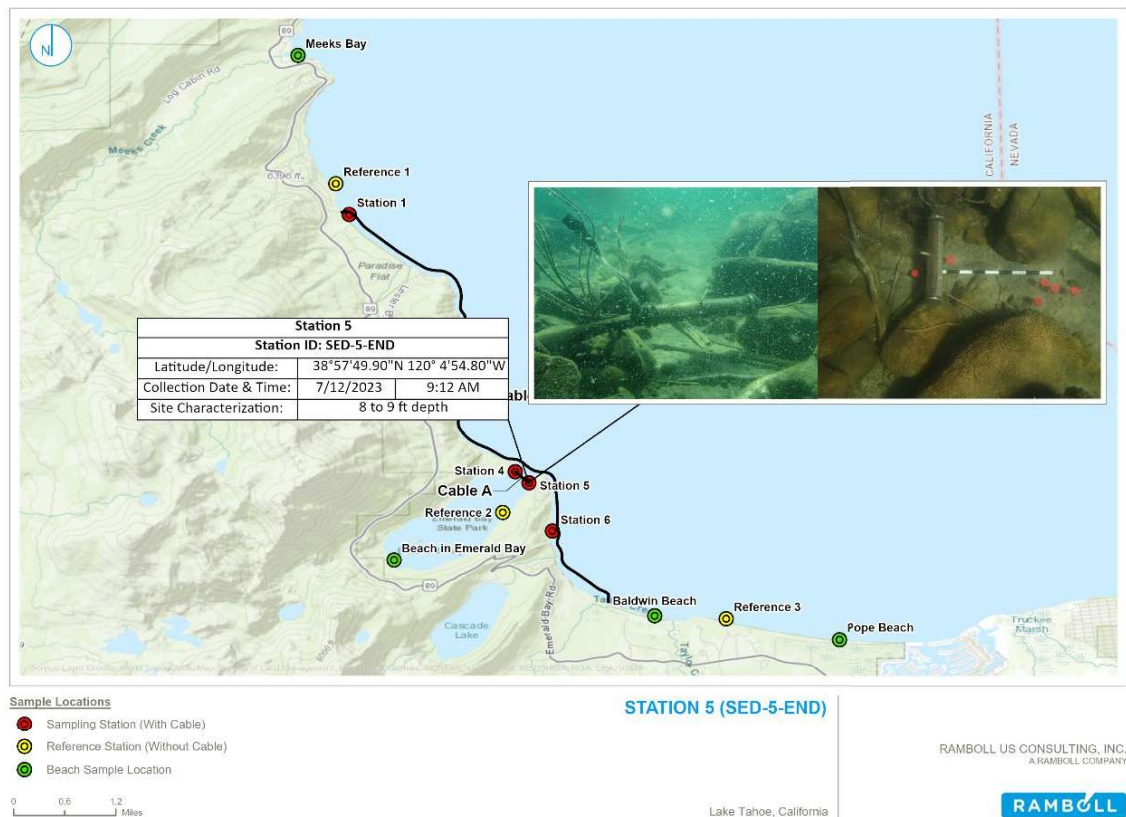 N
89
Meeks Bay
Log Cabin Rd
Meeks Creek
CALIFORNIA
NEVADA
6396 ft
Reference 1
Station 1
Paradise Flat
Station 5
Station ID: SED-5-END
Latitude/Longitude: 38°57'49.90"N 120° 4'54.80"W
Collection Date & Time: 7/12/2023 9:12 AM
Site Characterization: 8 to 9 ft depth
Station 4
Cable A
Station 5
Reference 2
State Park
Station 6
Beach in Emerald Bay
89
Emerald Bay Rd
Cascade Lake
Baldwin Beach
Reference 3
Pope Beach
Truckee Marsh
Sample Locations
Sampling Station (With Cable)
Reference Station (Without Cable)
Beach Sample Location
0 0.6 1.2
Miles
STATION 5 (SED-5-END)
Lake Tahoe, California
RAMBOLL US CONSULTING, INC.
A RAMBOLL COMPANY
RAMBOLL